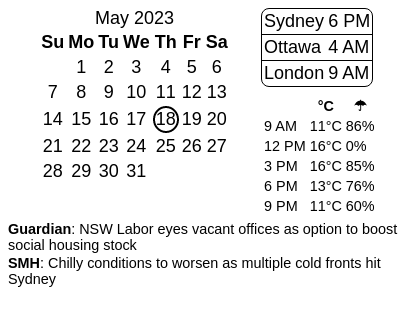 May 2023
Su Mo Tu We Th Fr Sa
1 2 3 4 5 6
7 8 9 10 11 12 13
14 15 16 17 18 19 20
21 22 23 24 25 26 27
28 29 30 31
Sydney 6 PM
Ottawa 4 AM
London 9 AM
°C ☂
9 AM 11°C 86%
12 PM 16°C 0%
3 PM 16°C 85%
6 PM 13°C 76%
9 PM 11°C 60%
Guardian: NSW Labor eyes vacant offices as option to boost
social housing stock
SMH: Chilly conditions to worsen as multiple cold fronts hit
Sydney